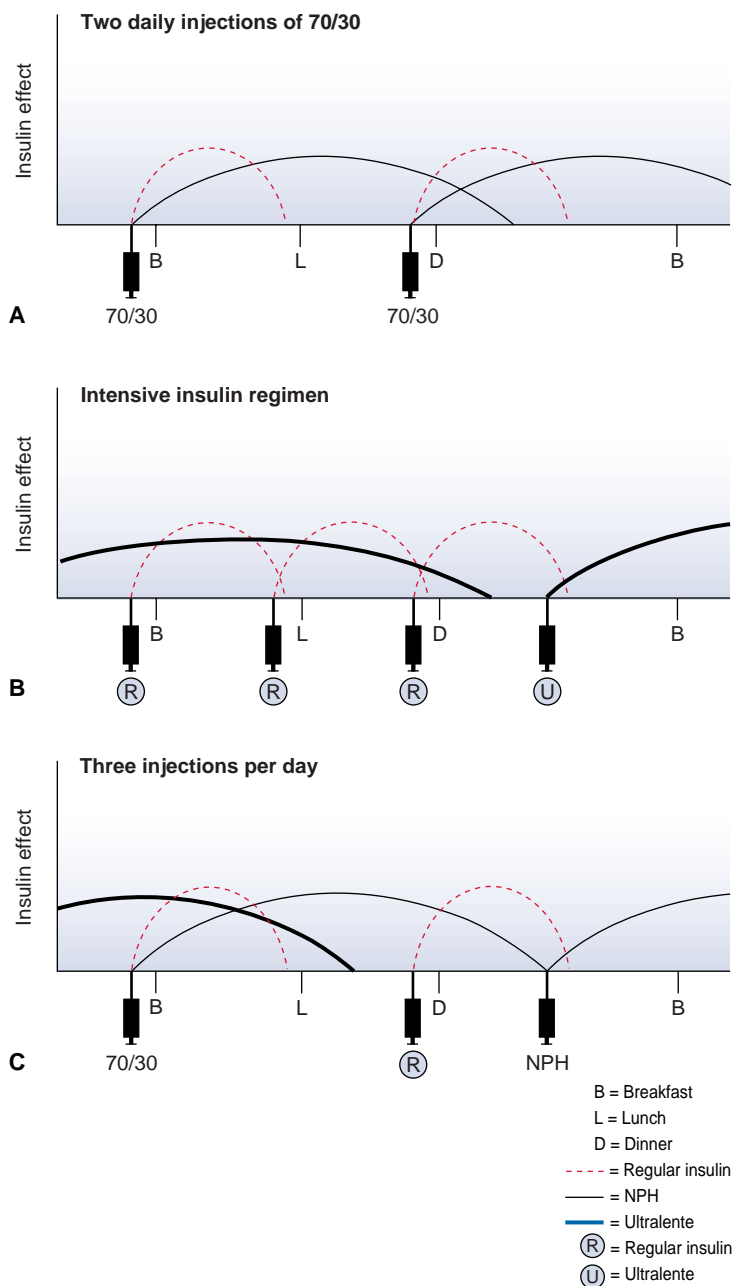 Two daily injections of 70/30
Insulin effect
B
L
D
B
70/30
70/30
A
Intensive insulin regimen
Insulin effect
B
L
D
B
R
R
R
U
B
Three injections per day
Insulin effect
B
L
D
B
70/30
R
NPH
C
B = Breakfast
L = Lunch
D = Dinner
= Regular insulin
= NPH
= Ultralente
R = Regular insulin
U = Ultralente